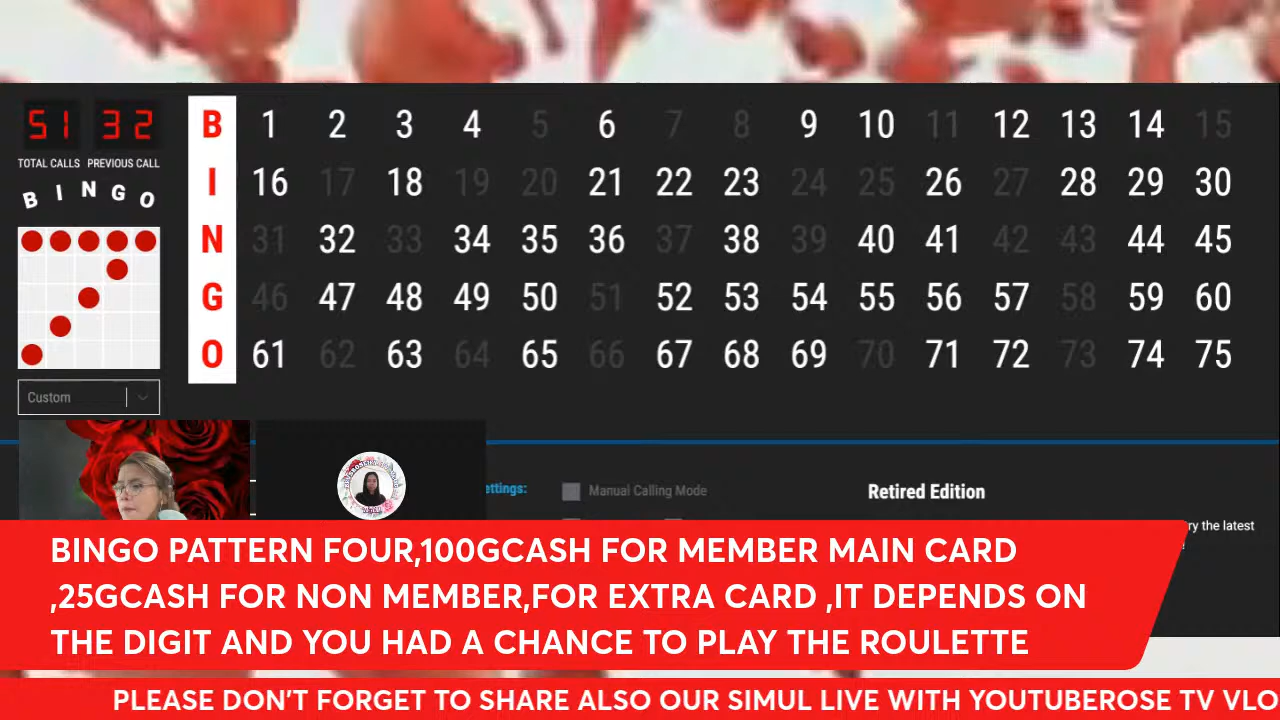 51 32
TOTAL CALLS PREVIOUS CALL
B I N G O
Custom
B 1 2 3 4 5 6 7 8 9 10 11 12 13 14 15
I 16 17 18 19 20 21 22 23 24 25 26 27 28 29 30
N 31 32 33 34 35 36 37 38 39 40 41 42 43 44 45
G 46 47 48 49 50 51 52 53 54 55 56 57 58 59 60
O 61 62 63 64 65 66 67 68 69 70 71 72 73 74 75
ettings: Manual Calling Mode
Retired Edition
ry the latest
BINGO PATTERN FOUR,100GCASH FOR MEMBER MAIN CARD
,25GCASH FOR NON MEMBER,FOR EXTRA CARD ,IT DEPENDS ON
THE DIGIT AND YOU HAD A CHANCE TO PLAY THE ROULETTE
PLEASE DON'T FORGET TO SHARE ALSO OUR SIMUL LIVE WITH YOUTUBEROSE TV VLO